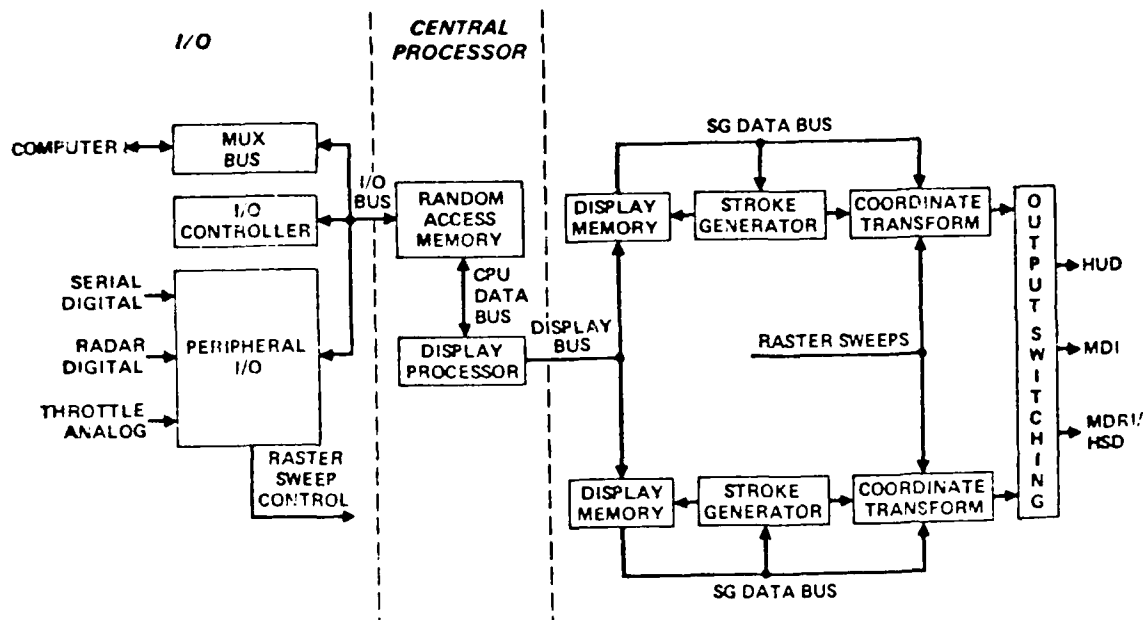 I/O
CENTRAL
PROCESSOR
COMPUTER
MUX
BUS
I/O
CONTROLLER
I/O
BUS
SERIAL
DIGITAL
RADAR
DIGITAL
THROTTLE
ANALOG
PERIPHERAL
I/O
RASTER
SWEEP
CONTROL
RANDOM
ACCESS
MEMORY
CPU
DATA
BUS
DISPLAY
PROCESSOR
DISPLAY
BUS
SG DATA BUS
DISPLAY
MEMORY
STROKE
GENERATOR
COORDINATE
TRANSFORM
RASTER SWEEPS
DISPLAY
MEMORY
STROKE
GENERATOR
COORDINATE
TRANSFORM
SG DATA BUS
OUTPUT SWITCHING
HUD
MDI
MDRI/
HSD